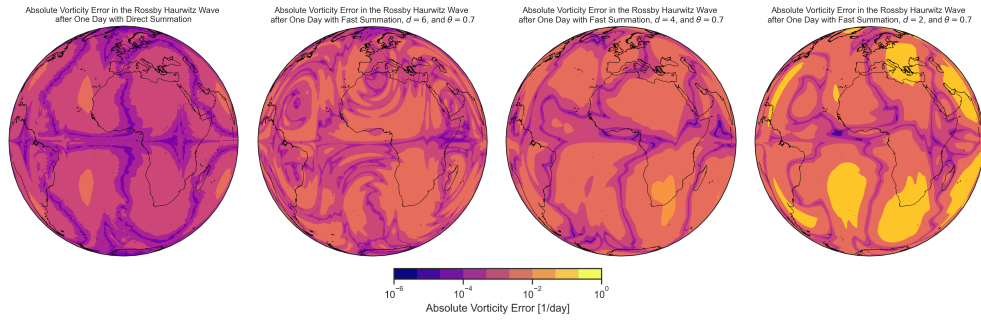 Absolute Vorticity Error in the Rossby Haurwitz Wave
after One Day with Direct Summation
Absolute Vorticity Error in the Rossby Haurwitz Wave
after One Day with Fast Summation, d = 6, and θ = 0.7
Absolute Vorticity Error in the Rossby Haurwitz Wave
after One Day with Fast Summation, d = 4, and θ = 0.7
Absolute Vorticity Error in the Rossby Haurwitz Wave
after One Day with Fast Summation, d = 2, and θ = 0.7
10⁻⁶ 10⁻⁴ 10⁻² 10⁰
Absolute Vorticity Error [1/day]